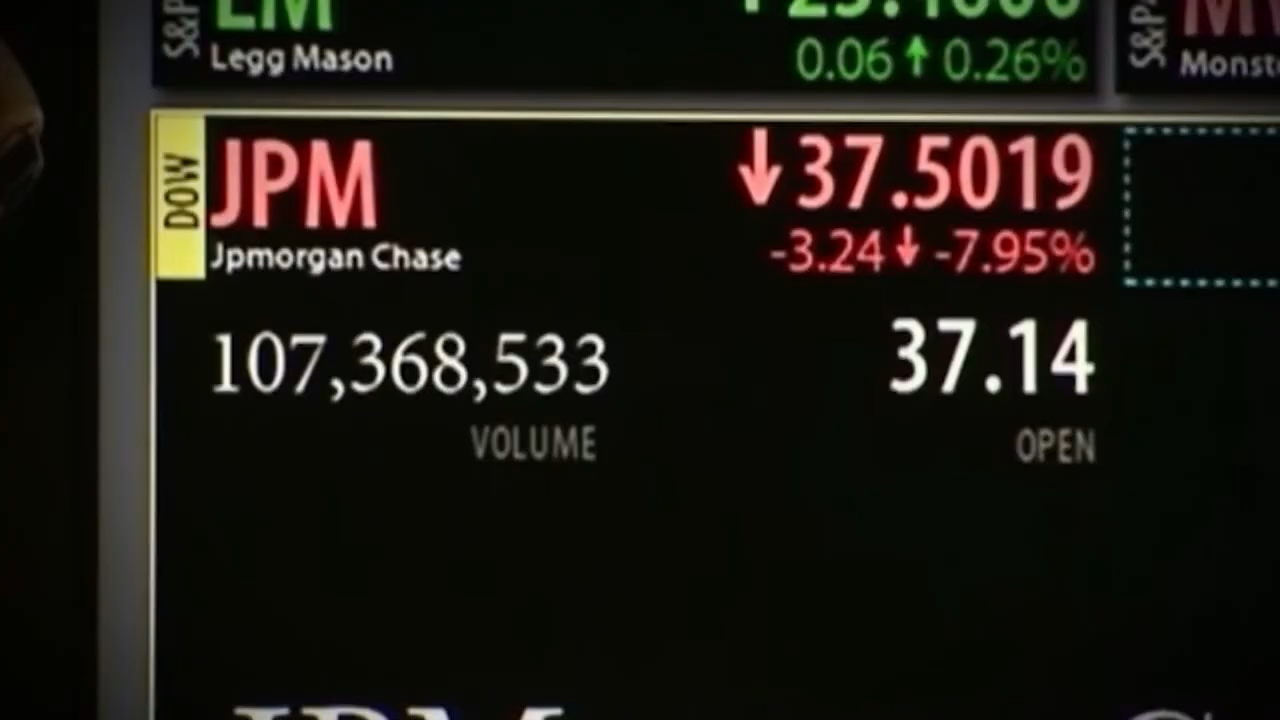 LM
Legg Mason
0.06 ↑ 0.26%
DOW
JPM
↓37.5019
-3.24 ↓ -7.95%
Jpmorgan Chase
107,368,533
37.14
VOLUME
OPEN
JPM